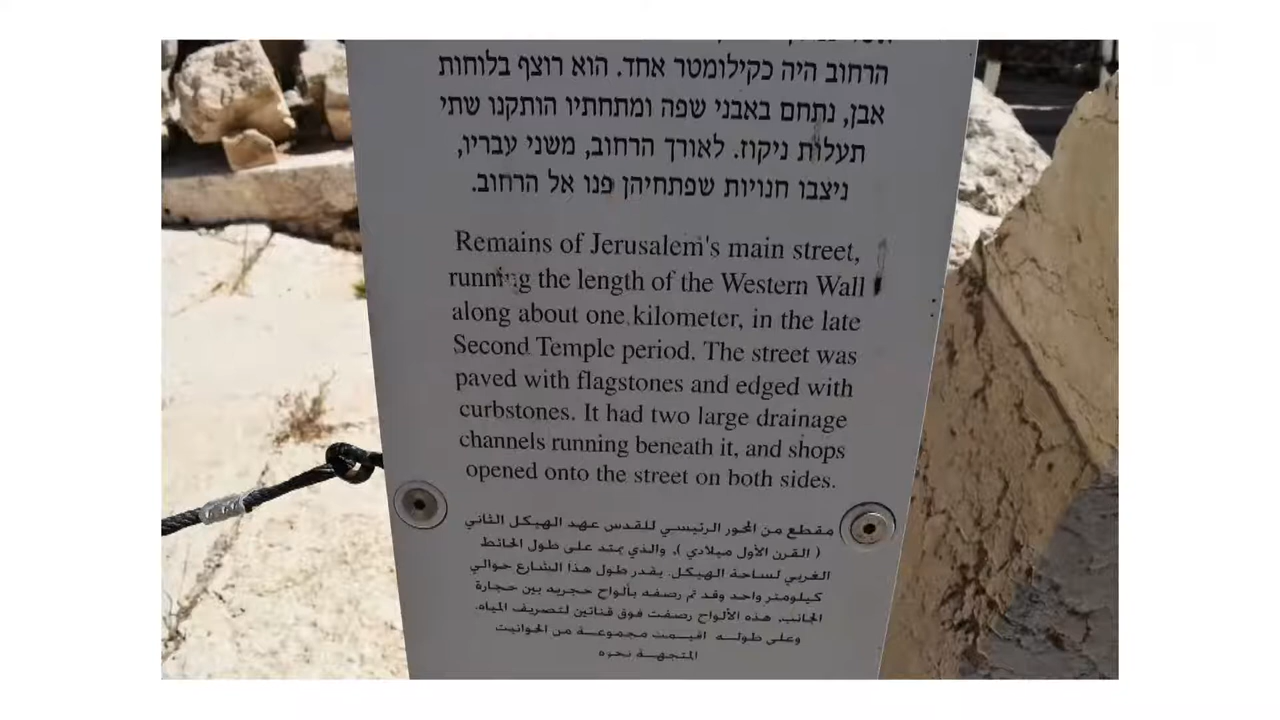 הרחוב היה כקילומטר אחד. הוא רוצף בלוחות
אבן, נתחם באבני שפה ומתחתיו הותקנו שתי
תעלות ניקוז. לאורך הרחוב, משני עבריו,
ניצבו חנויות שפתחיהן פנו אל הרחוב.
Remains of Jerusalem's main street,
running the length of the Western Wall
along about one kilometer, in the late
Second Temple period. The street was
paved with flagstones and edged with
curbstones. It had two large drainage
channels running beneath it, and shops
opened onto the street on both sides.
مقطع من المحور الرئيسي للقدس عهد الهيكل الثاني
( القرن الأول ميلادي )، والذي يمتد على طول الحائط
الغربي لساحة الهيكل. يقدر طول هذا الشارع حوالي
كيلومتر واحد وقد تم رصفه بألواح حجريه بين حجارة
الجانب. هذه الألواح رصفت فوق قناتين لتصريف المياه.
وعلى طوله اقيمت مجموعة من الحوانيت
المتجهة نحوه